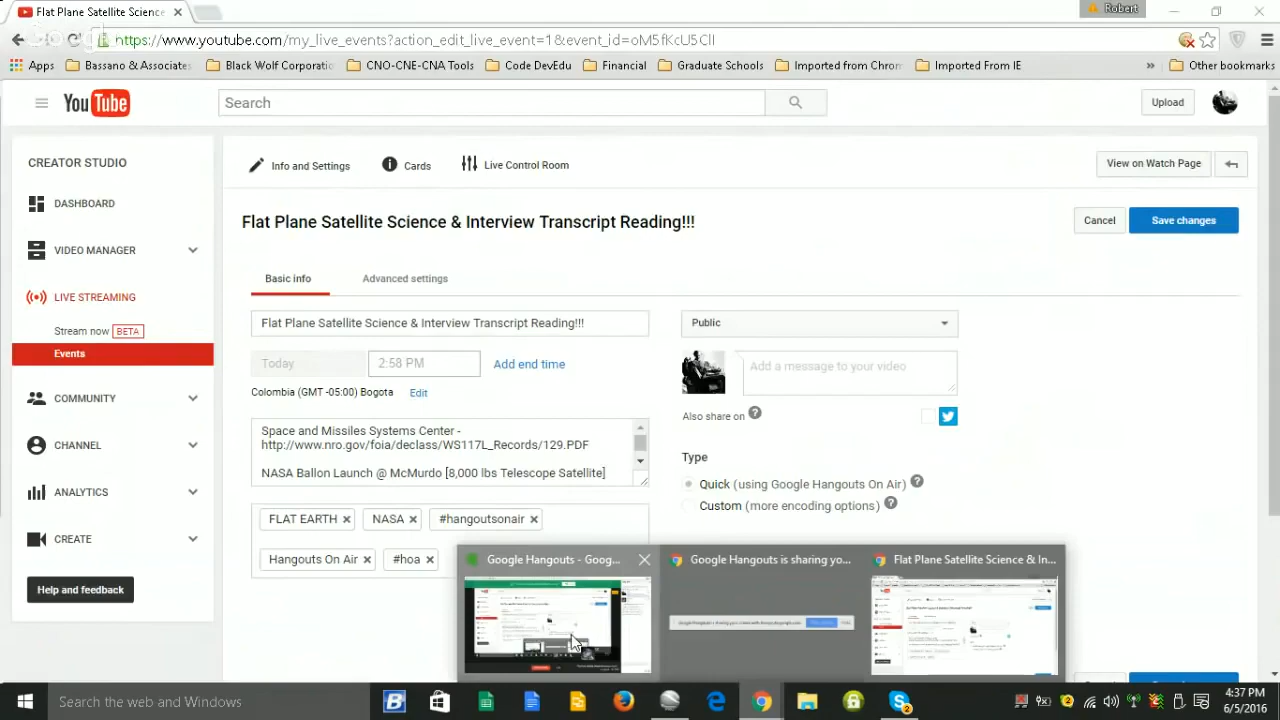 Flat Plane Satellite Science
Robert
https://www.youtube.com/my_live_events?action_edit_live_event=1&event_id=oM5fKcU5ClI
Apps Bassano & Associates Black Wolf Corporatio CNO-CNE-CNE-Tools Code DevEdu Financial Graduate Schools Imported from Chrom Imported From IE » Other bookmarks
YouTube Search Upload
CREATOR STUDIO
DASHBOARD
VIDEO MANAGER
LIVE STREAMING
Stream now BETA
Events
COMMUNITY
CHANNEL
ANALYTICS
CREATE
Help and feedback
Info and Settings Cards Live Control Room View on Watch Page
Flat Plane Satellite Science & Interview Transcript Reading!!! Cancel Save changes
Basic info Advanced settings
Flat Plane Satellite Science & Interview Transcript Reading!!! Public
Today 2:58 PM Add end time Add a message to your video
Colombia (GMT -05:00) Bogota Edit
Also share on ?
Space and Missiles Systems Center -
http://www.nro.gov/foia/declass/WS117L_Records/129.PDF
NASA Ballon Launch @ McMurdo [8,000 lbs Telescope Satellite]
Type
Quick (using Google Hangouts On Air) ?
Custom (more encoding options) ?
FLAT EARTH NASA #hangoutsonair
Hangouts On Air #hoa
Google Hangouts - Goog... Google Hangouts is sharing yo... Flat Plane Satellite Science & In...
Search the web and Windows
4:37 PM
6/5/2016